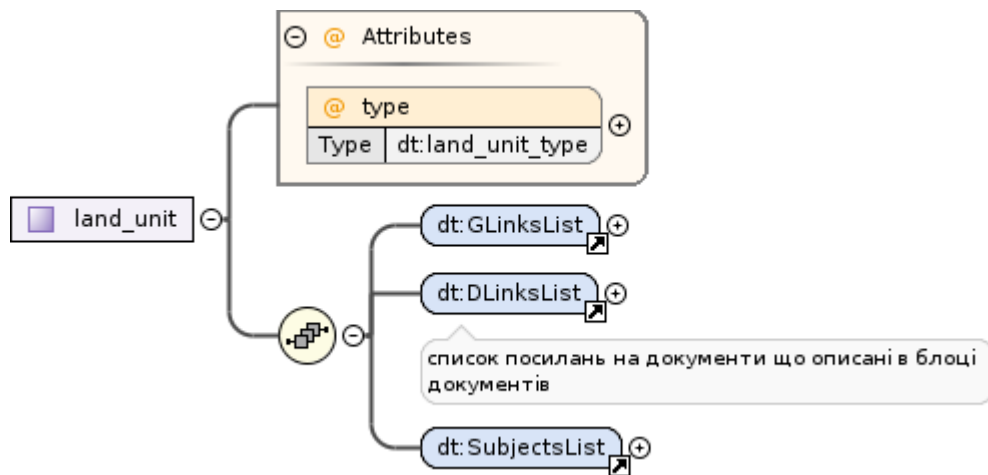 @ Attributes
@ type
Type dt:land_unit_type
land_unit
dt:GLinksList
dt:DLinksList
список посилань на документи що описані в блоці
документів
dt:SubjectsList